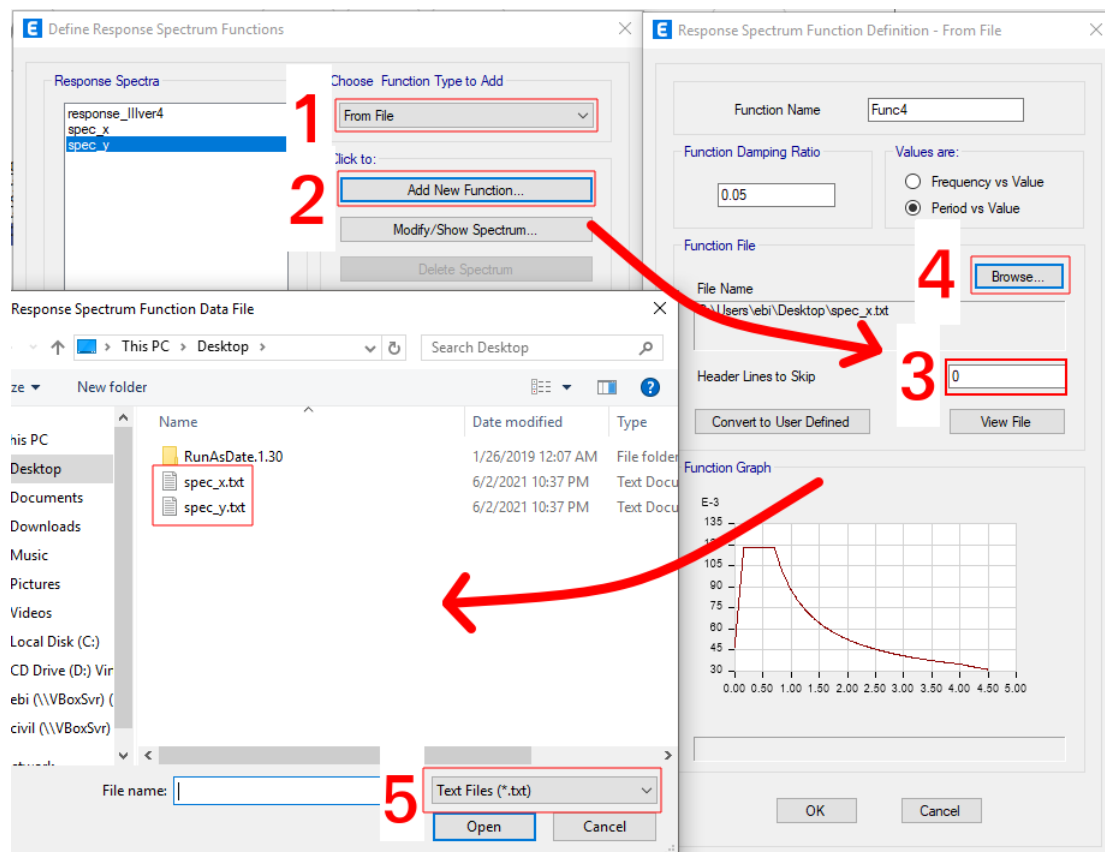 E Define Response Spectrum Functions
Response Spectra
response_IIIver4
spec_x
spec_y
Choose Function Type to Add
1
From File
Click to:
2
Add New Function...
Modify/Show Spectrum...
Delete Spectrum
E Response Spectrum Function Definition - From File
Function Name
Func4
Function Damping Ratio
0.05
Values are:
Frequency vs Value
Period vs Value
Function File
4
Browse...
File Name
\Users\ebi\Desktop\spec_x.txt
Header Lines to Skip
3
0
Convert to User Defined
View File
Function Graph
E-3
135
105
90
75
60
45
30
0.00 0.50 1.00 1.50 2.00 2.50 3.00 3.50 4.00 4.50 5.00
OK
Cancel
Response Spectrum Function Data File
This PC > Desktop >
Search Desktop
ze
New folder
Name
Date modified
Type
RunAsDate.1.30
1/26/2019 12:07 AM
File folder
spec_x.txt
6/2/2021 10:37 PM
Text Docu
spec_y.txt
6/2/2021 10:37 PM
Text Docu
his PC
Desktop
Documents
Downloads
Music
Pictures
Videos
Local Disk (C:)
CD Drive (D:) Vir
ebi (\\VBoxSvr) (
civil (\\VBoxSvr)
File name:
5
Text Files (*.txt)
Open
Cancel